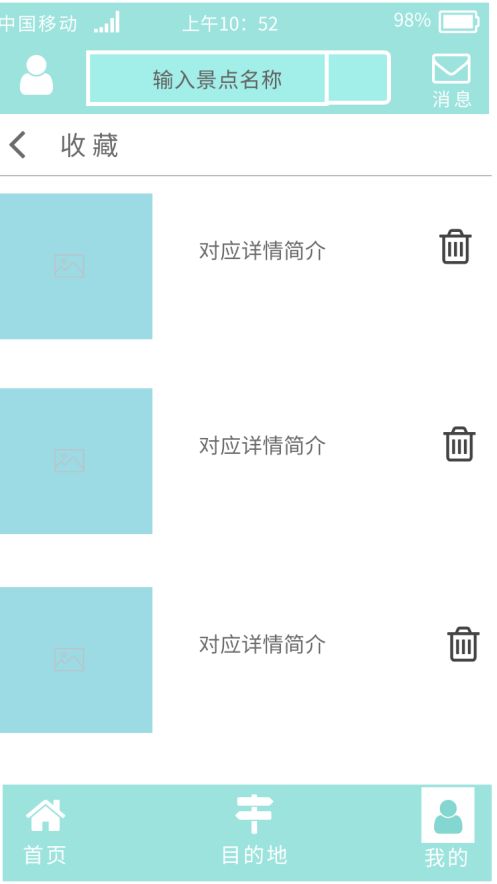 中国移动 上午10：52 98%
输入景点名称
消息
收藏
对应详情简介
对应详情简介
对应详情简介
首页 目的地 我的